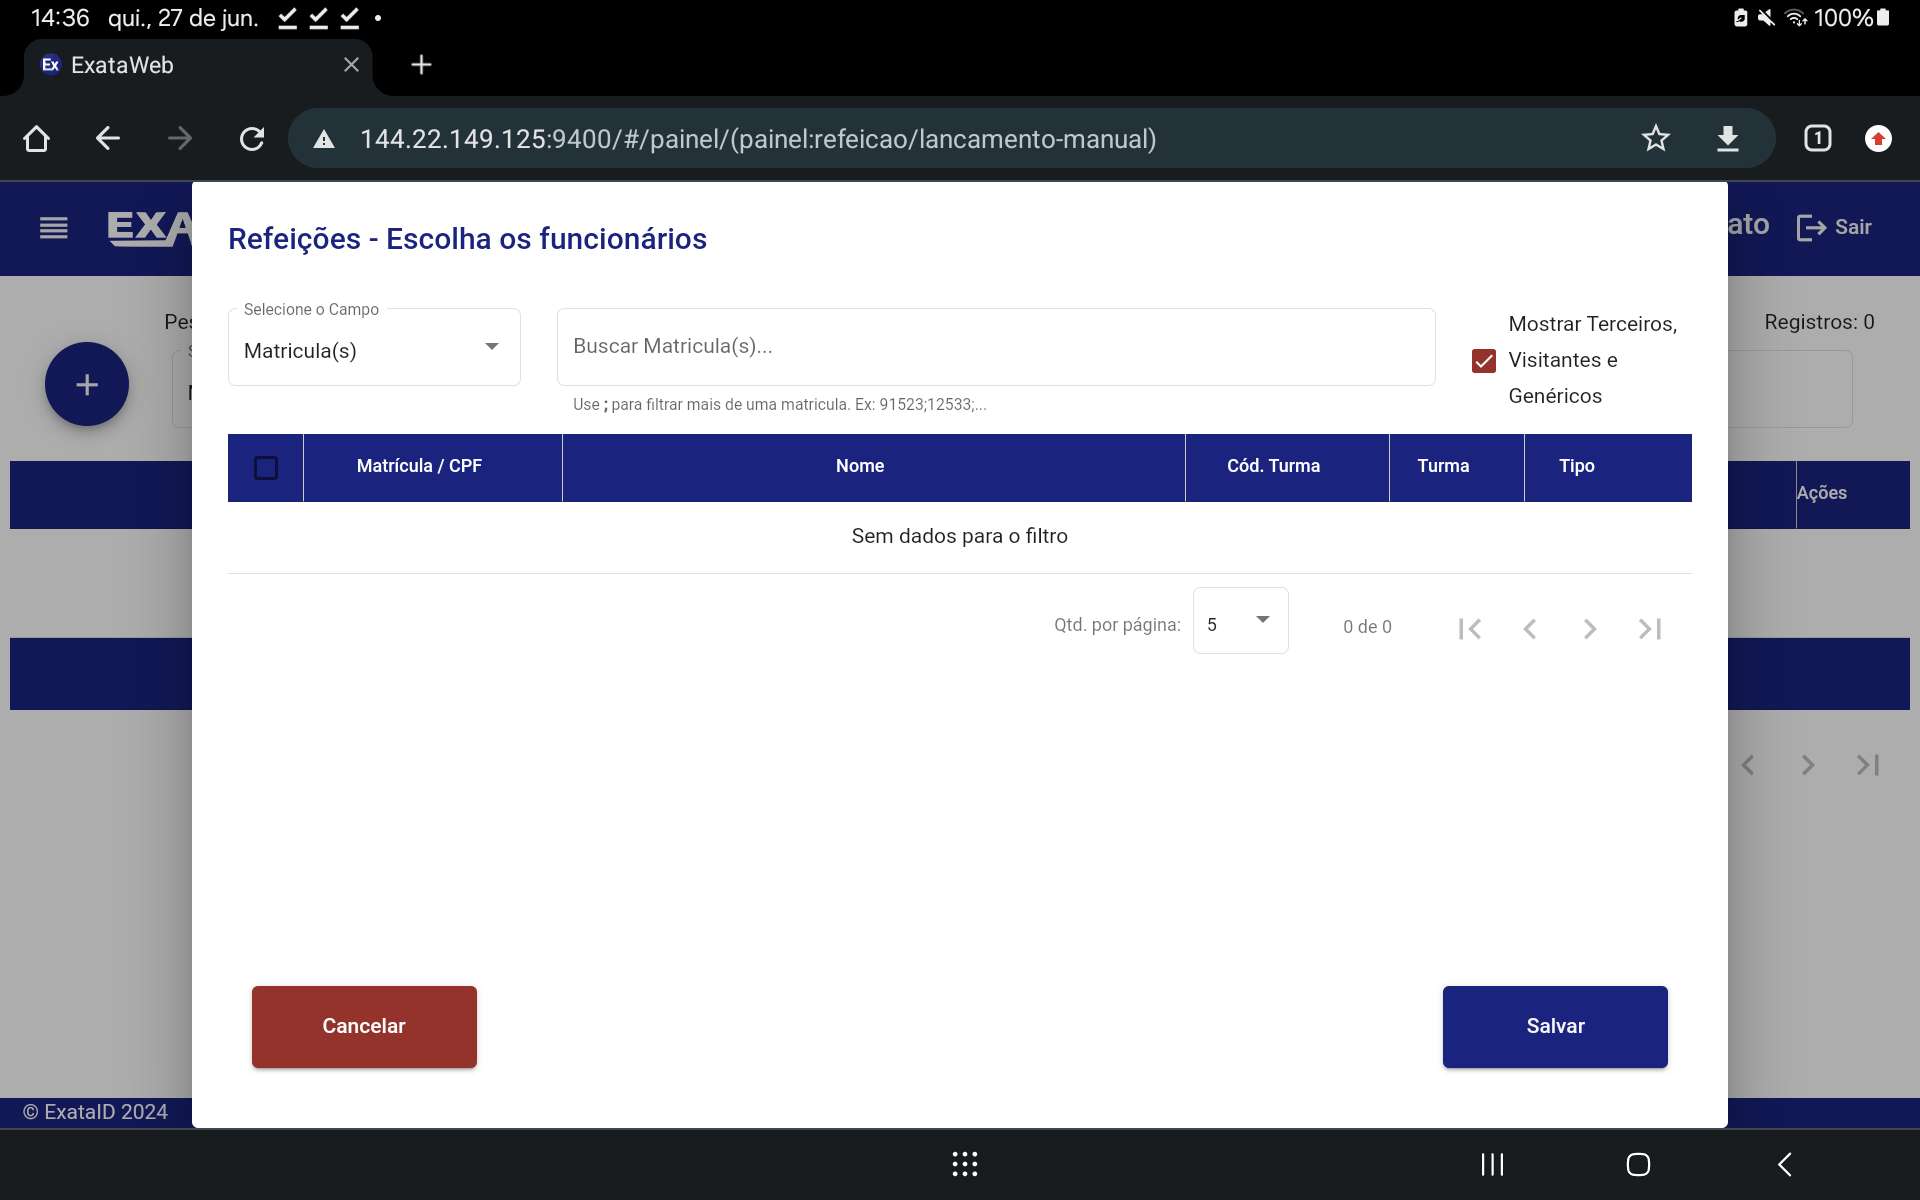 14:36 qui., 27 de jun. 100%
Ex ExataWeb
144.22.149.125:9400/#/painel/(painel:refeicao/lancamento-manual) 1
EXA ato Sair
Refeições - Escolha os funcionários
Pes Registros: 0
Selecione o Campo
Matricula(s)
Buscar Matricula(s)...
Use ; para filtrar mais de uma matricula. Ex: 91523;12533;...
Mostrar Terceiros,
Visitantes e
Genéricos
Matrícula / CPF Nome Cód. Turma Turma Tipo
Ações
Sem dados para o filtro
Qtd. por página: 5 0 de 0
Cancelar Salvar
© ExataID 2024